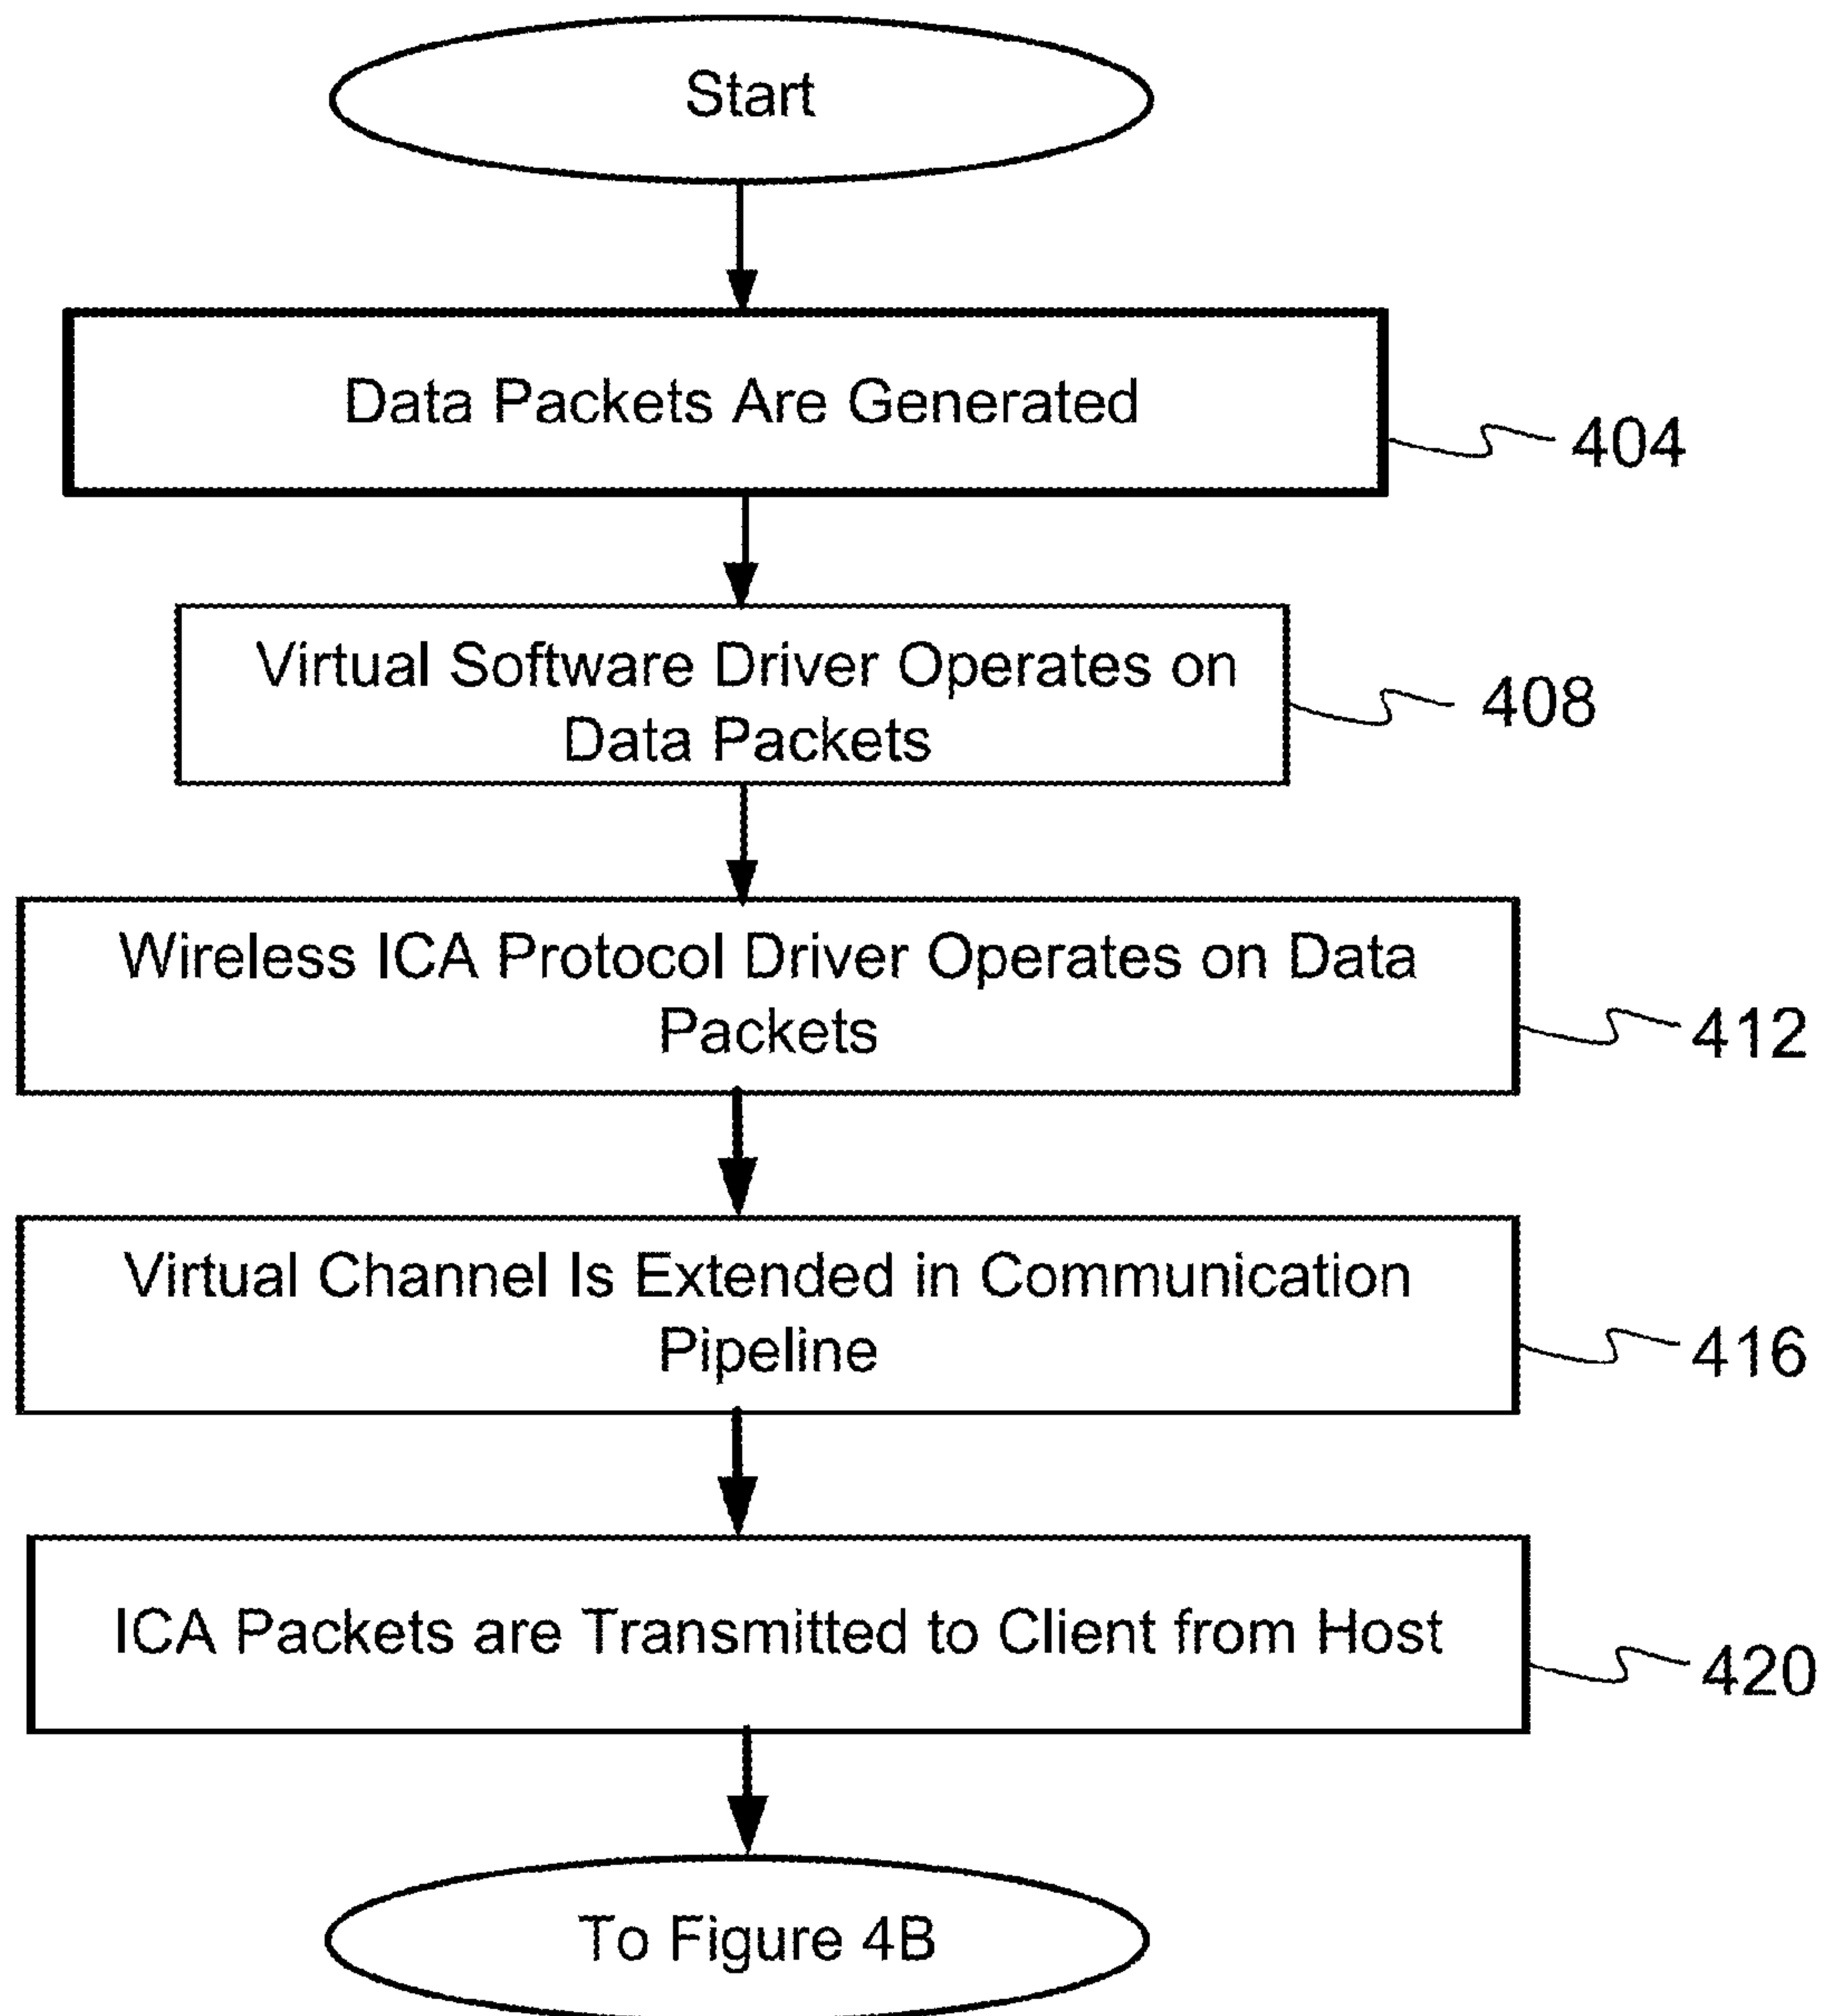 Start
Data Packets Are Generated
404
Virtual Software Driver Operates on
Data Packets
408
Wireless ICA Protocol Driver Operates on Data
Packets
412
Virtual Channel Is Extended in Communication
Pipeline
416
ICA Packets are Transmitted to Client from Host
420
To Figure 4B